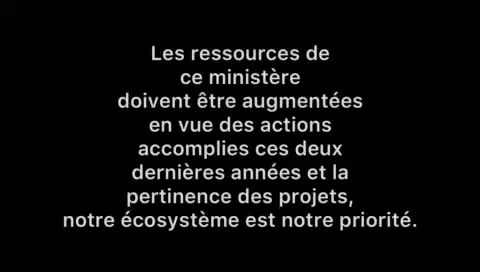 Les ressources de
ce ministère
doivent être augmentées
en vue des actions
accomplies ces deux
dernières années et la
pertinence des projets,
notre écosystème est notre priorité.